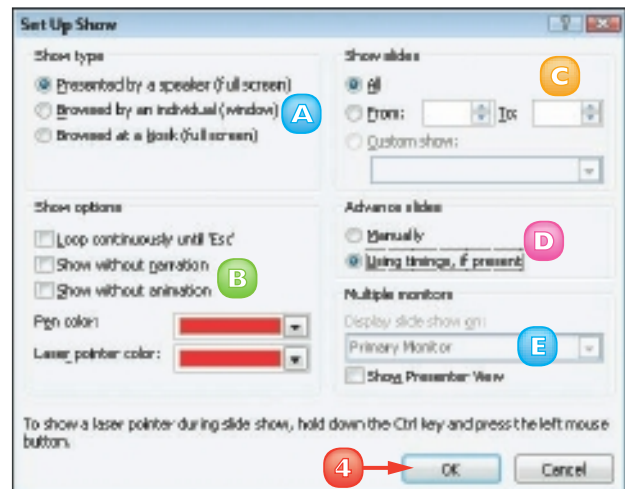 Set Up Show
Show type
Presented by a speaker (full screen)
Browsed by an individual (window)
Browsed at a kiosk (full screen)
A
Show slides
All
From:
To:
Custom show:
C
Show options
Loop continuously until 'Esc'
Show without narration
Show without animation
B
Pen color:
Laser pointer color:
Advance slides
Manually
Using timings, if present
D
Multiple monitors
Display slide show on:
Primary Monitor
E
Show Presenter View
To show a laser pointer during slide show, hold down the Ctrl key and press the left mouse
button.
4
OK
Cancel